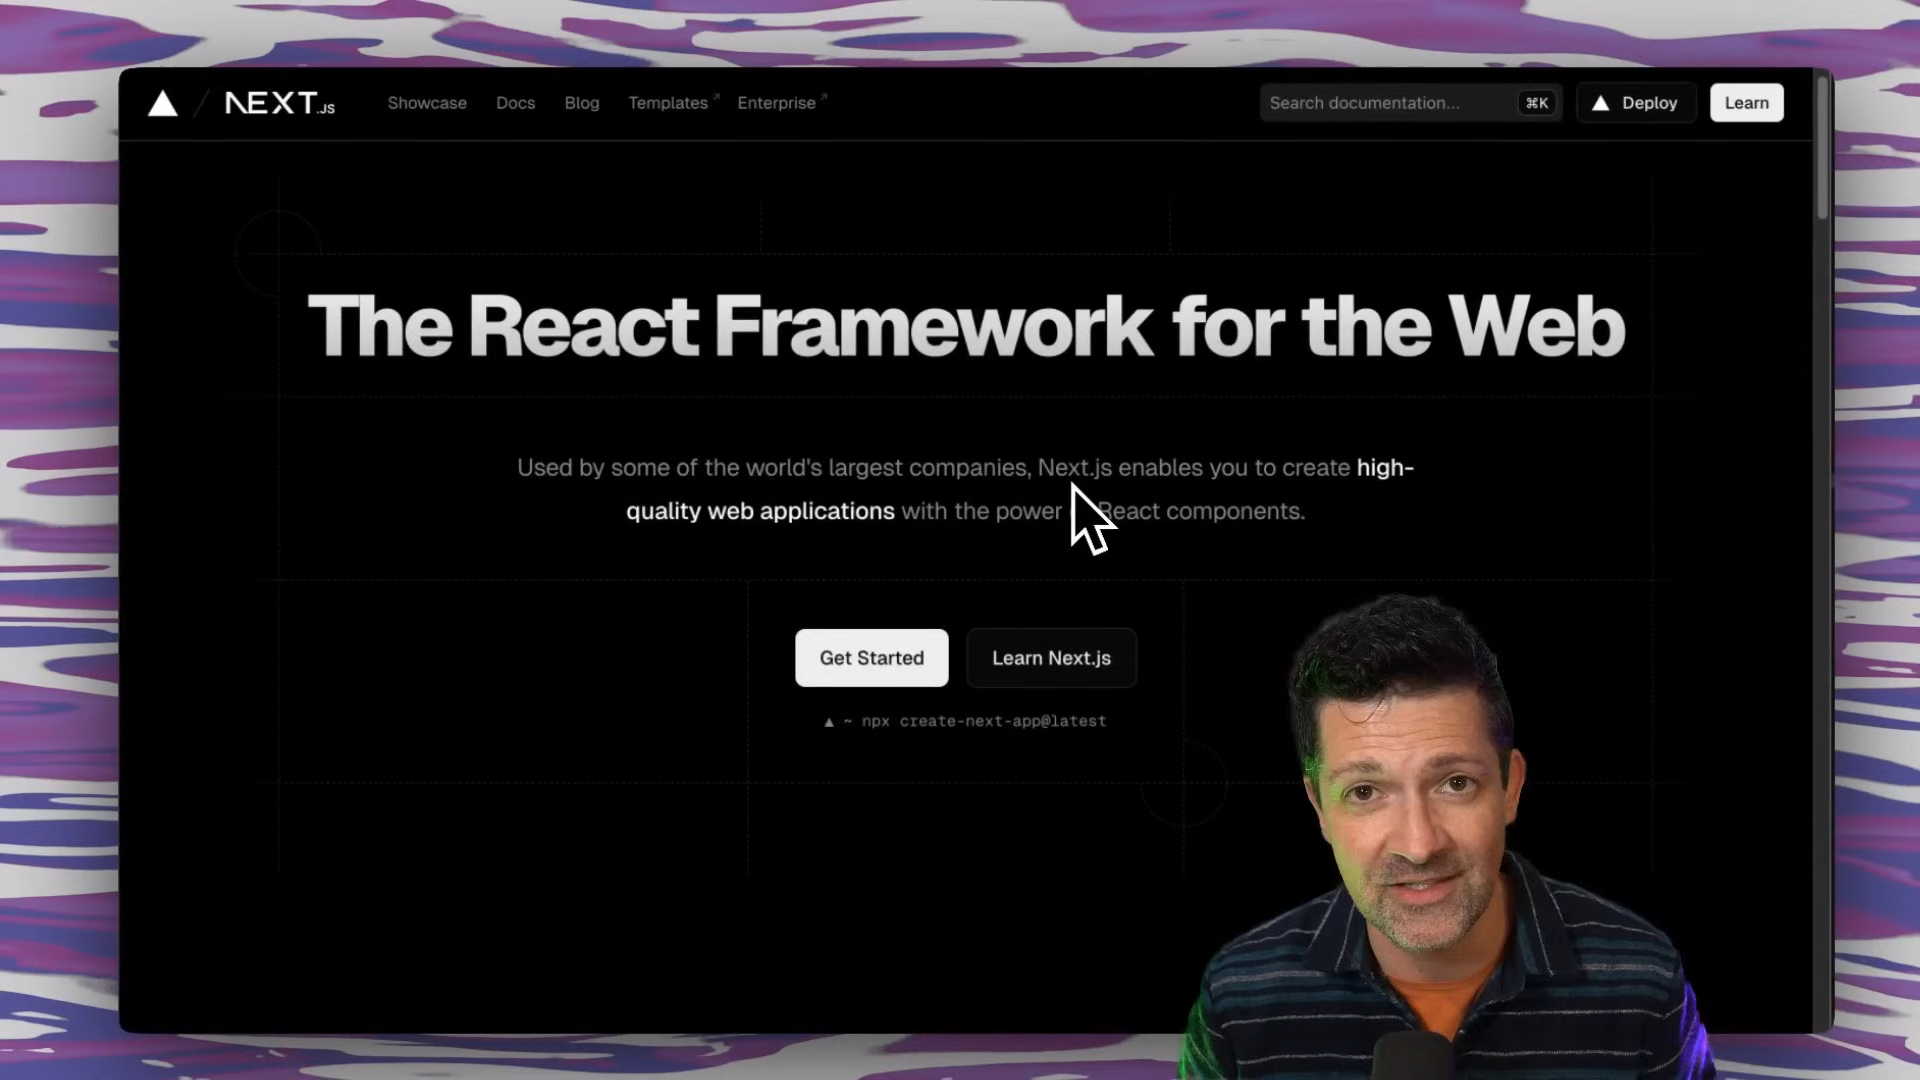 NEXT.JS
Showcase Docs Blog Templates Enterprise
Search documentation... ⌘K
Deploy
Learn
The React Framework for the Web
Used by some of the world's largest companies, Next.js enables you to create high-
quality web applications with the power React components.
Get Started
Learn Next.js
▲ ~ npx create-next-app@latest